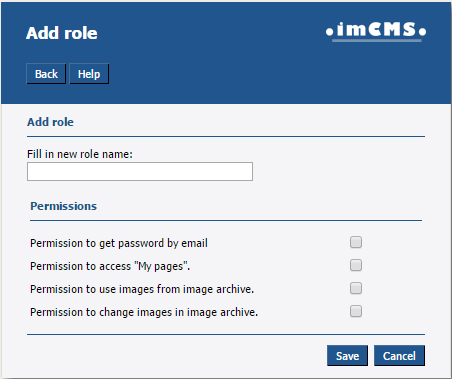 Add role
•imCMS•
Back Help
Add role
Fill in new role name:
Permissions
Permission to get password by email
Permission to access "My pages".
Permission to use images from image archive.
Permission to change images in image archive.
Save Cancel